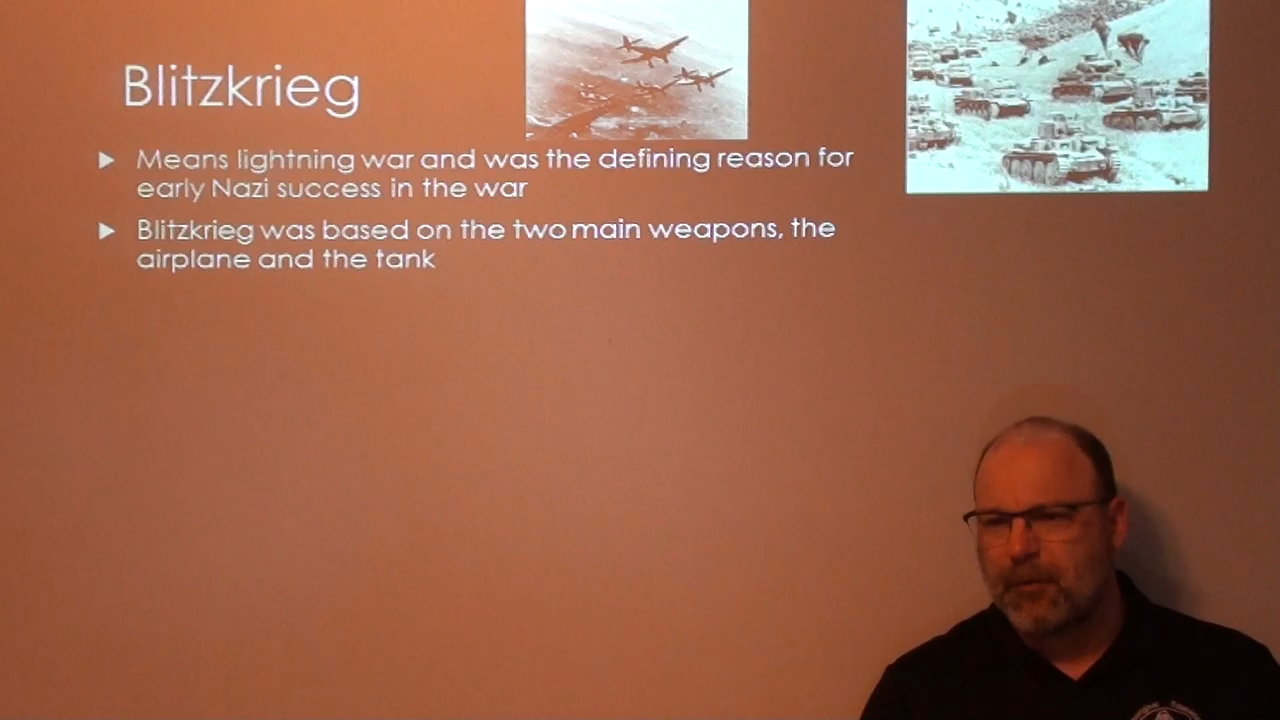 Blitzkrieg
Means lightning war and was the defining reason for
early Nazi success in the war
Blitzkrieg was based on the two main weapons, the
airplane and the tank